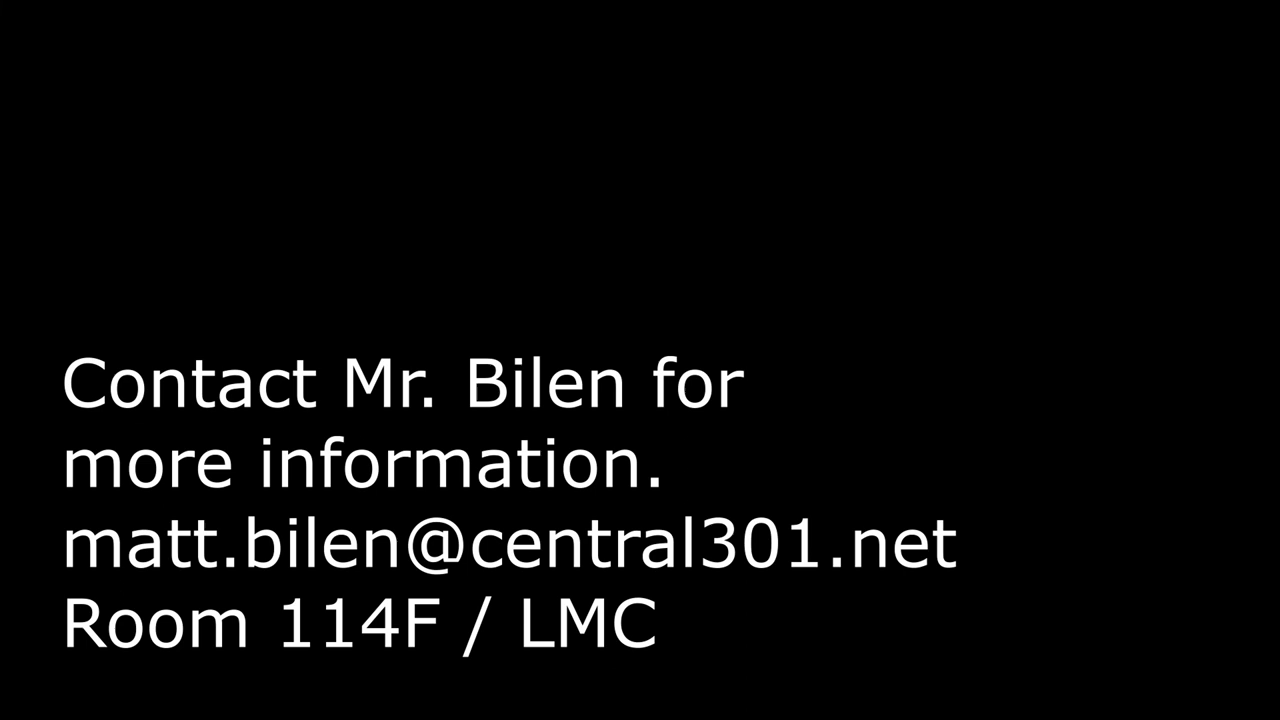 Contact Mr. Bilen for
more information.
matt.bilen@central301.net
Room 114F / LMC